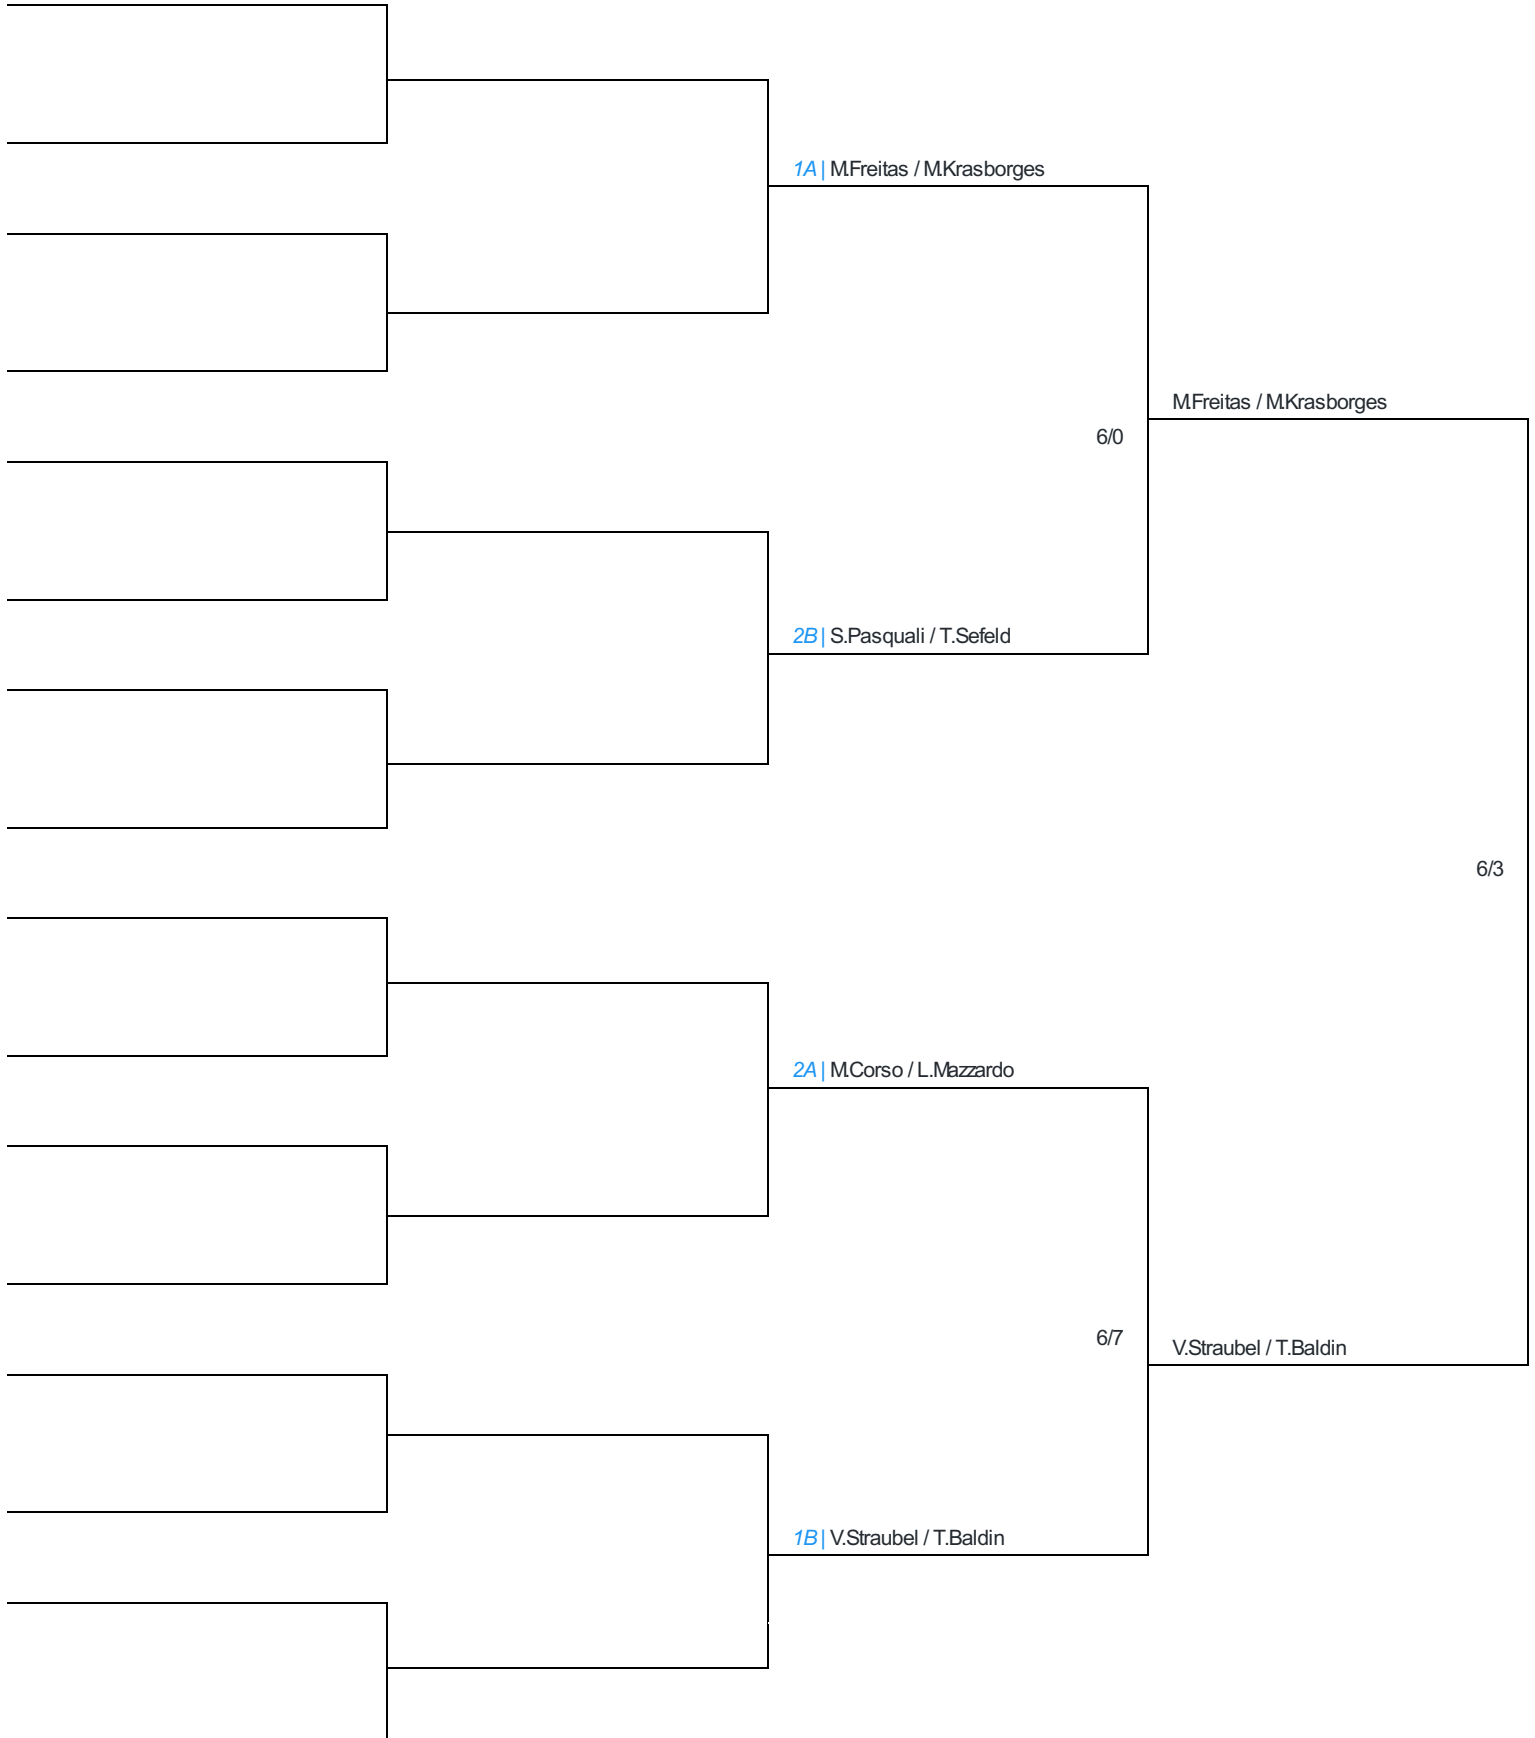 1A | M.Freitas / M.Krasborges
M.Freitas / M.Krasborges
6/0
2B | S.Pasquali / T.Sefeld
6/3
2A | M.Corso / L.Mazzardo
6/7
V.Straubel / T.Baldin
1B | V.Straubel / T.Baldin